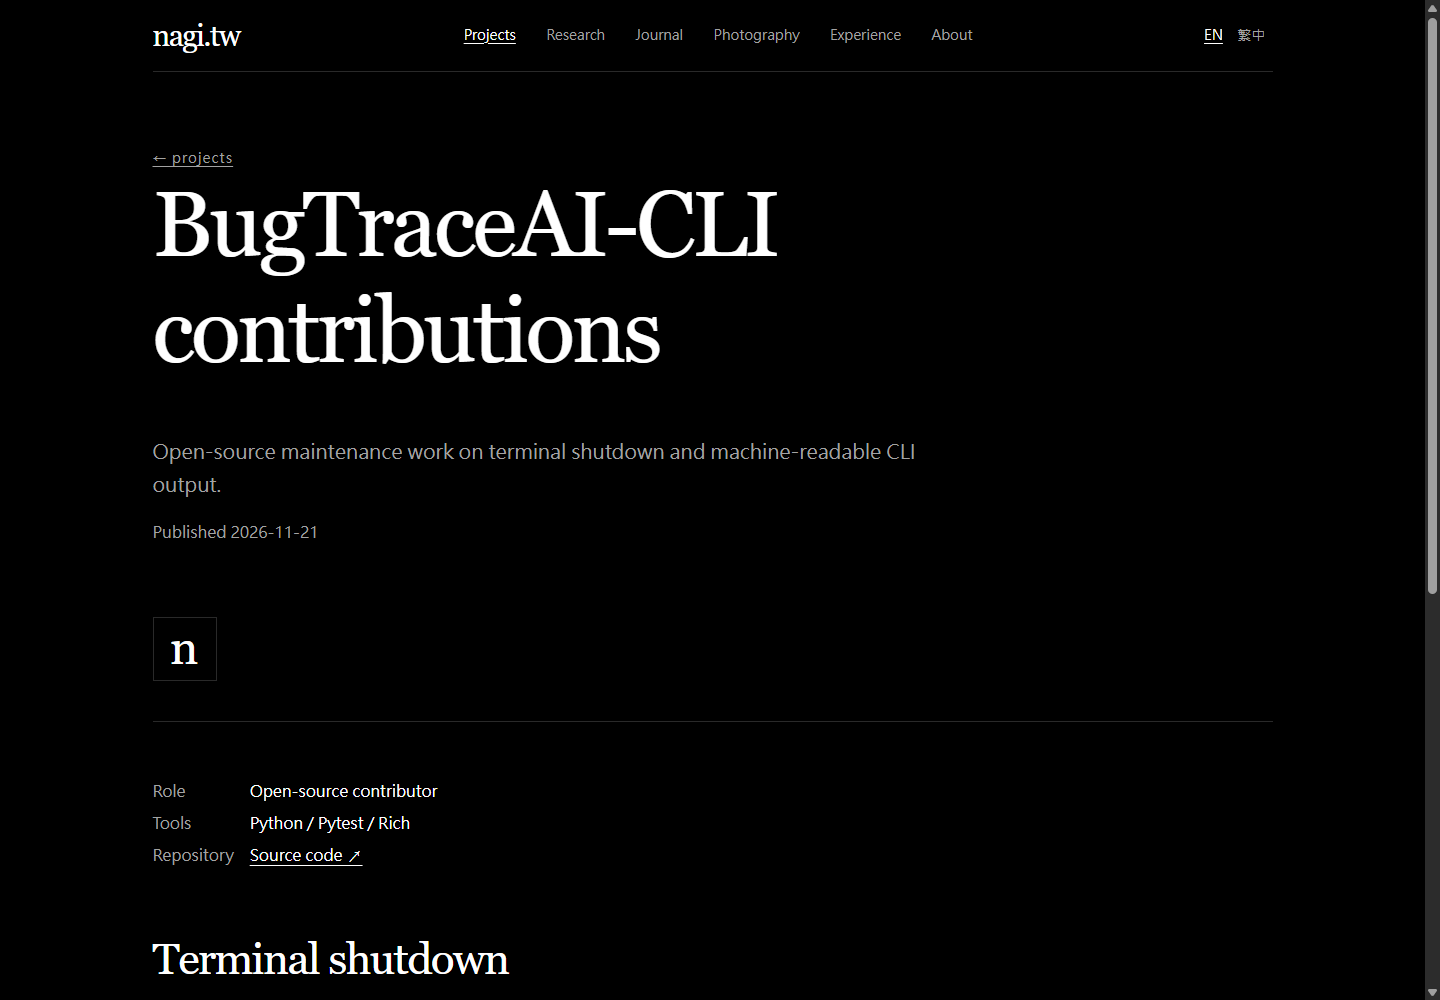 nagi.tw
Projects Research Journal Photography Experience About
EN 繁中
← projects
BugTraceAI-CLI
contributions
Open-source maintenance work on terminal shutdown and machine-readable CLI
output.
Published 2026-11-21
n
Role Open-source contributor
Tools Python / Pytest / Rich
Repository Source code ↗
Terminal shutdown